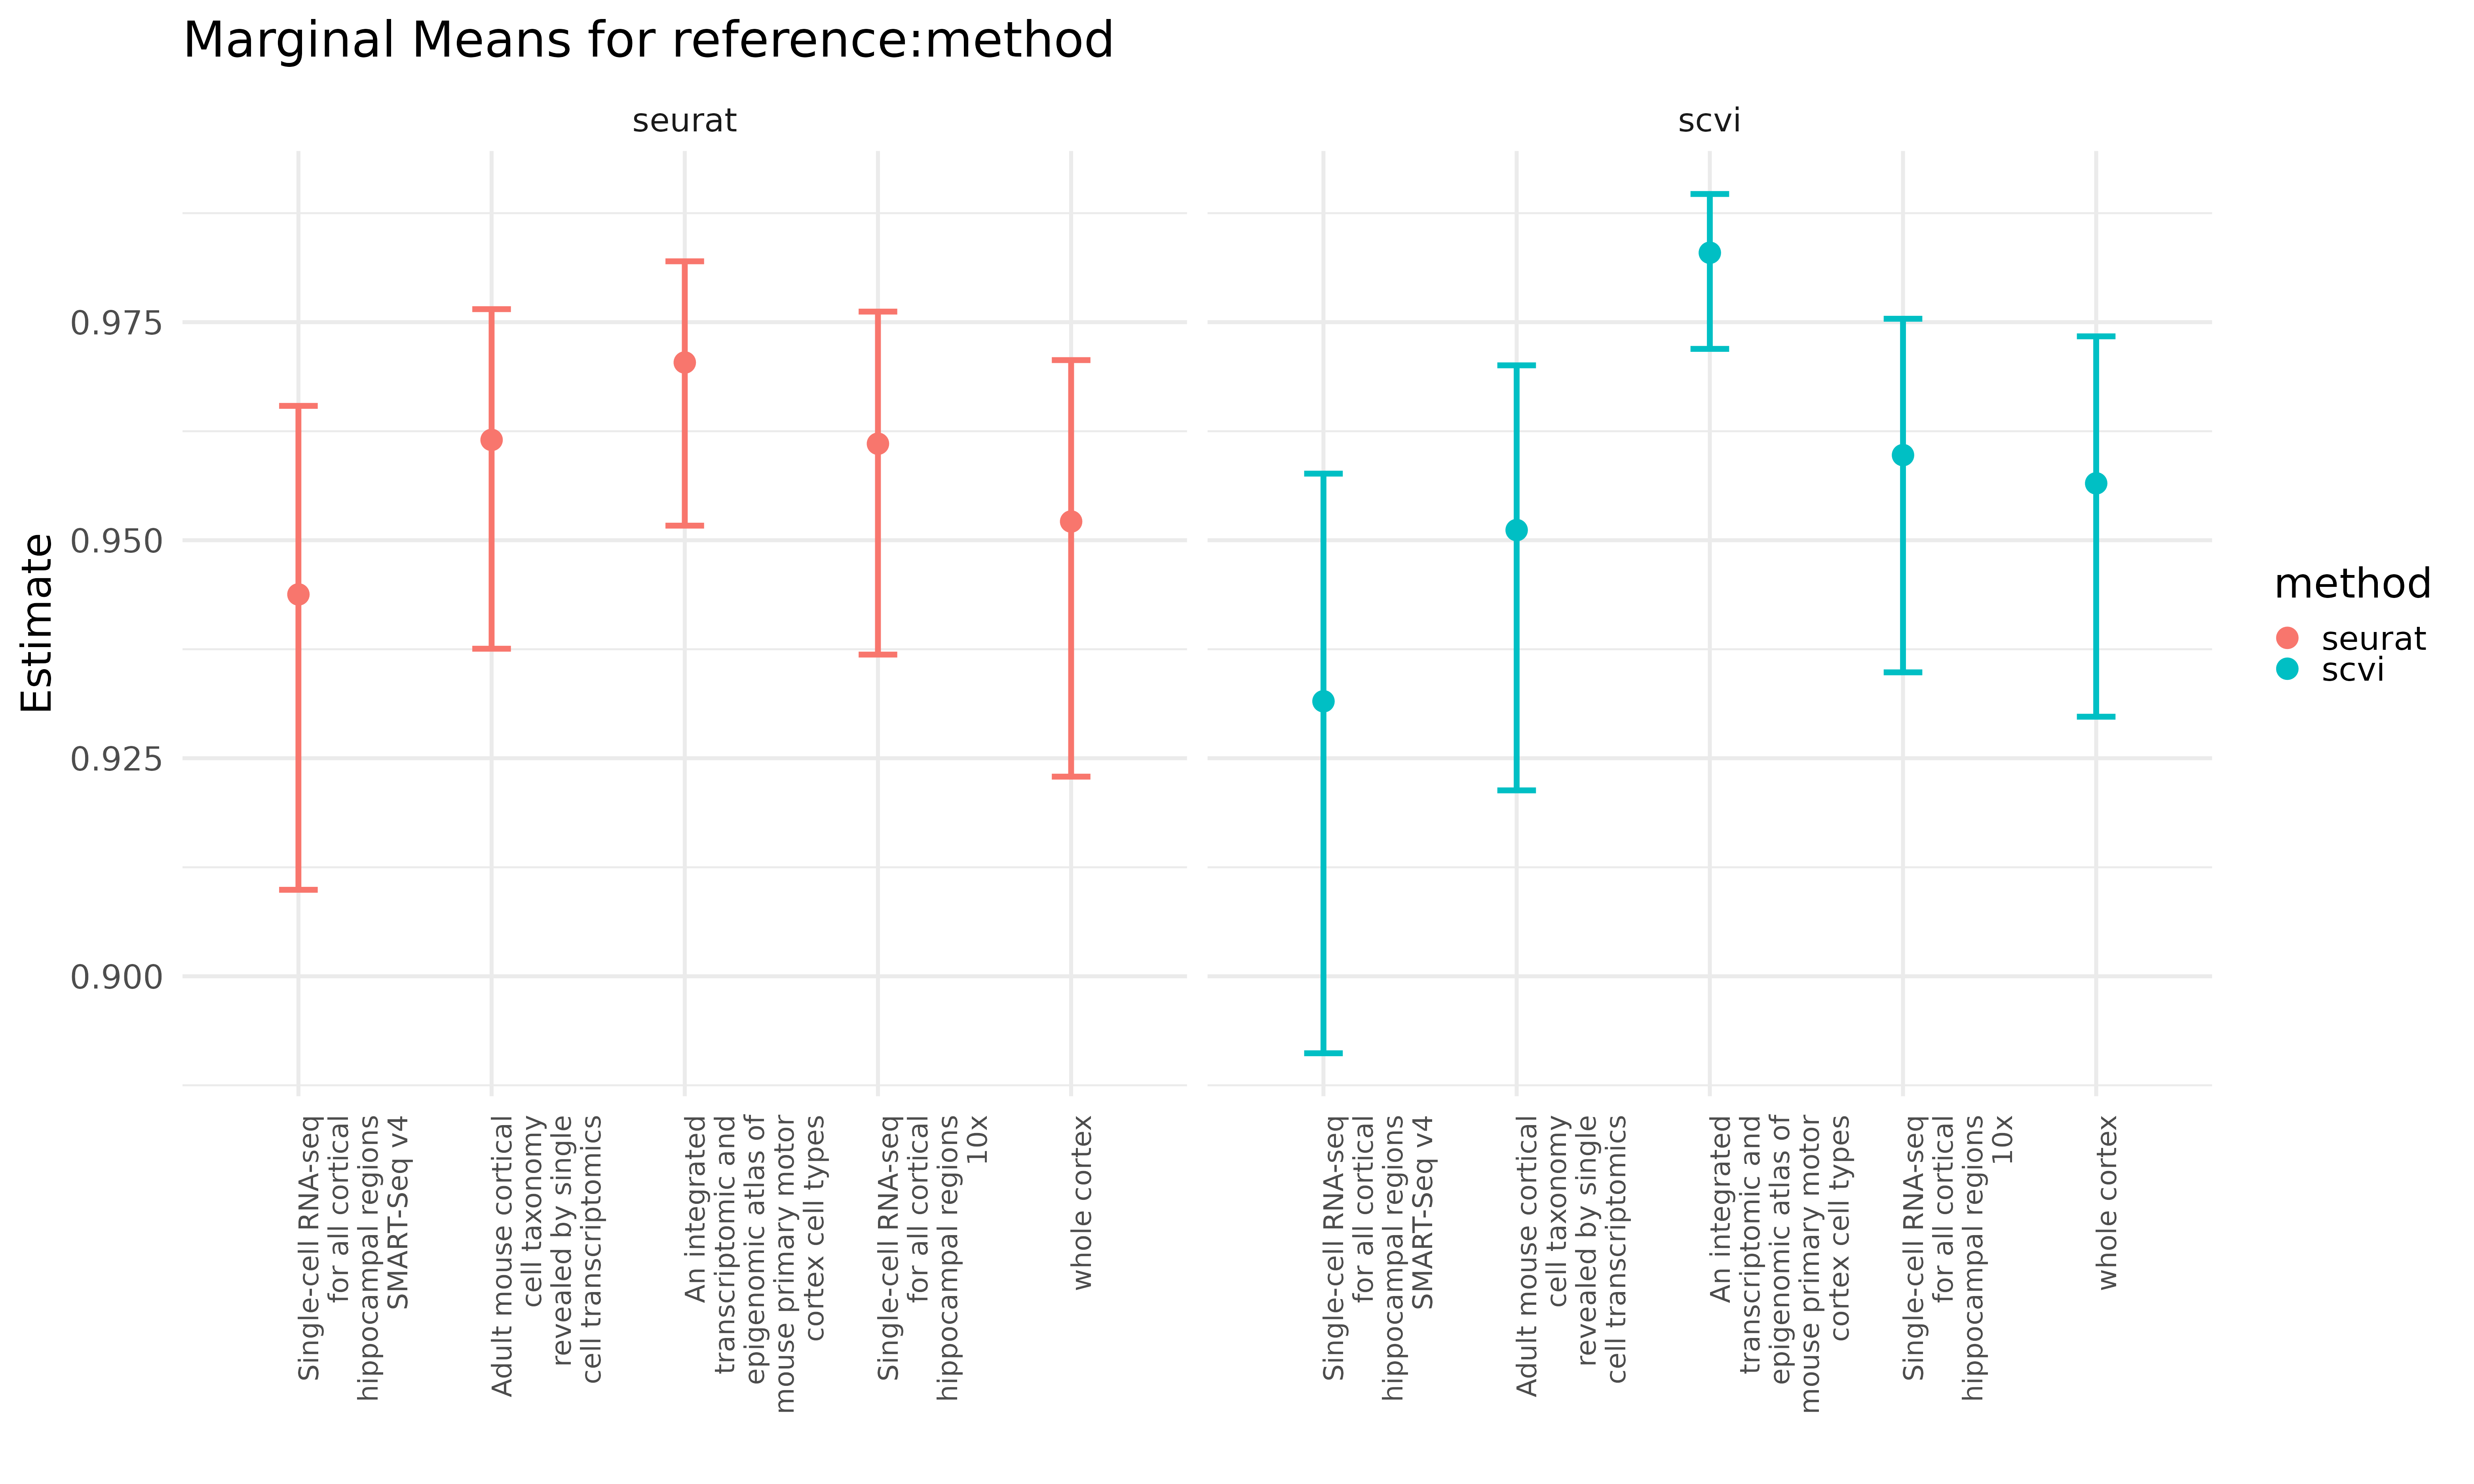 Marginal Means for reference:method
seurat
scvi
Estimate
0.975
0.950
0.925
0.900
Single-cell RNA-seq
for all cortical
hippocampal regions
SMART-Seq v4
Adult mouse cortical
cell taxonomy
revealed by single
cell transcriptomics
An integrated
transcriptomic and
epigenomic atlas of
mouse primary motor
cortex cell types
Single-cell RNA-seq
for all cortical
hippocampal regions
10x
whole cortex
Single-cell RNA-seq
for all cortical
hippocampal regions
SMART-Seq v4
Adult mouse cortical
cell taxonomy
revealed by single
cell transcriptomics
An integrated
transcriptomic and
epigenomic atlas of
mouse primary motor
cortex cell types
Single-cell RNA-seq
for all cortical
hippocampal regions
10x
whole cortex
method
seurat
scvi